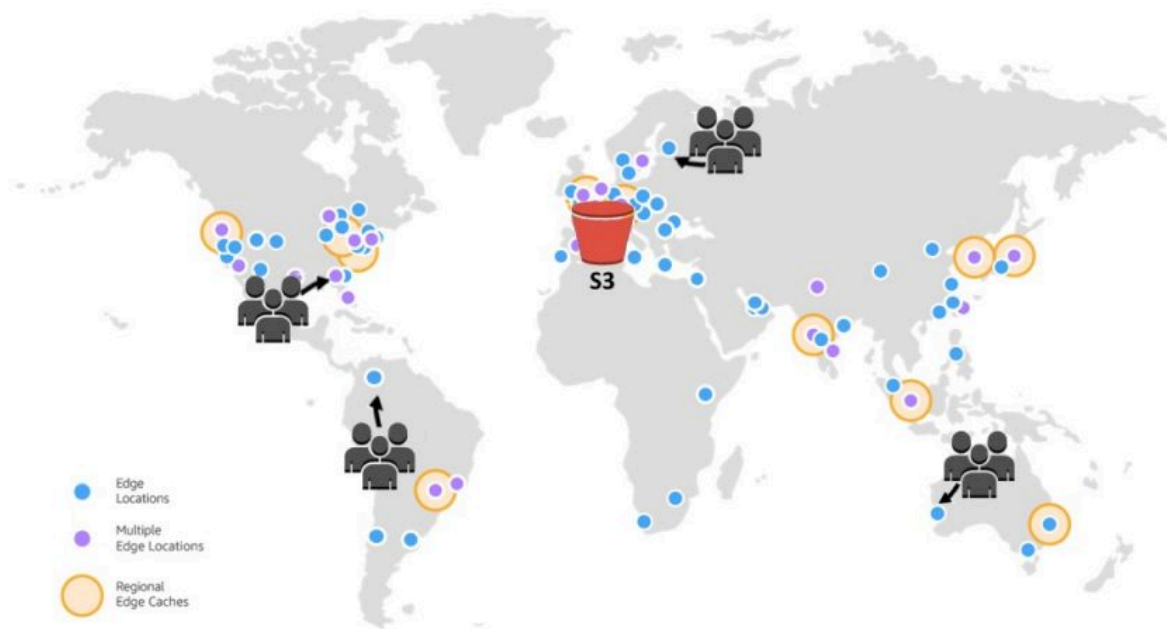 S3
Edge
Locations
Multiple
Edge Locations
Regional
Edge Caches